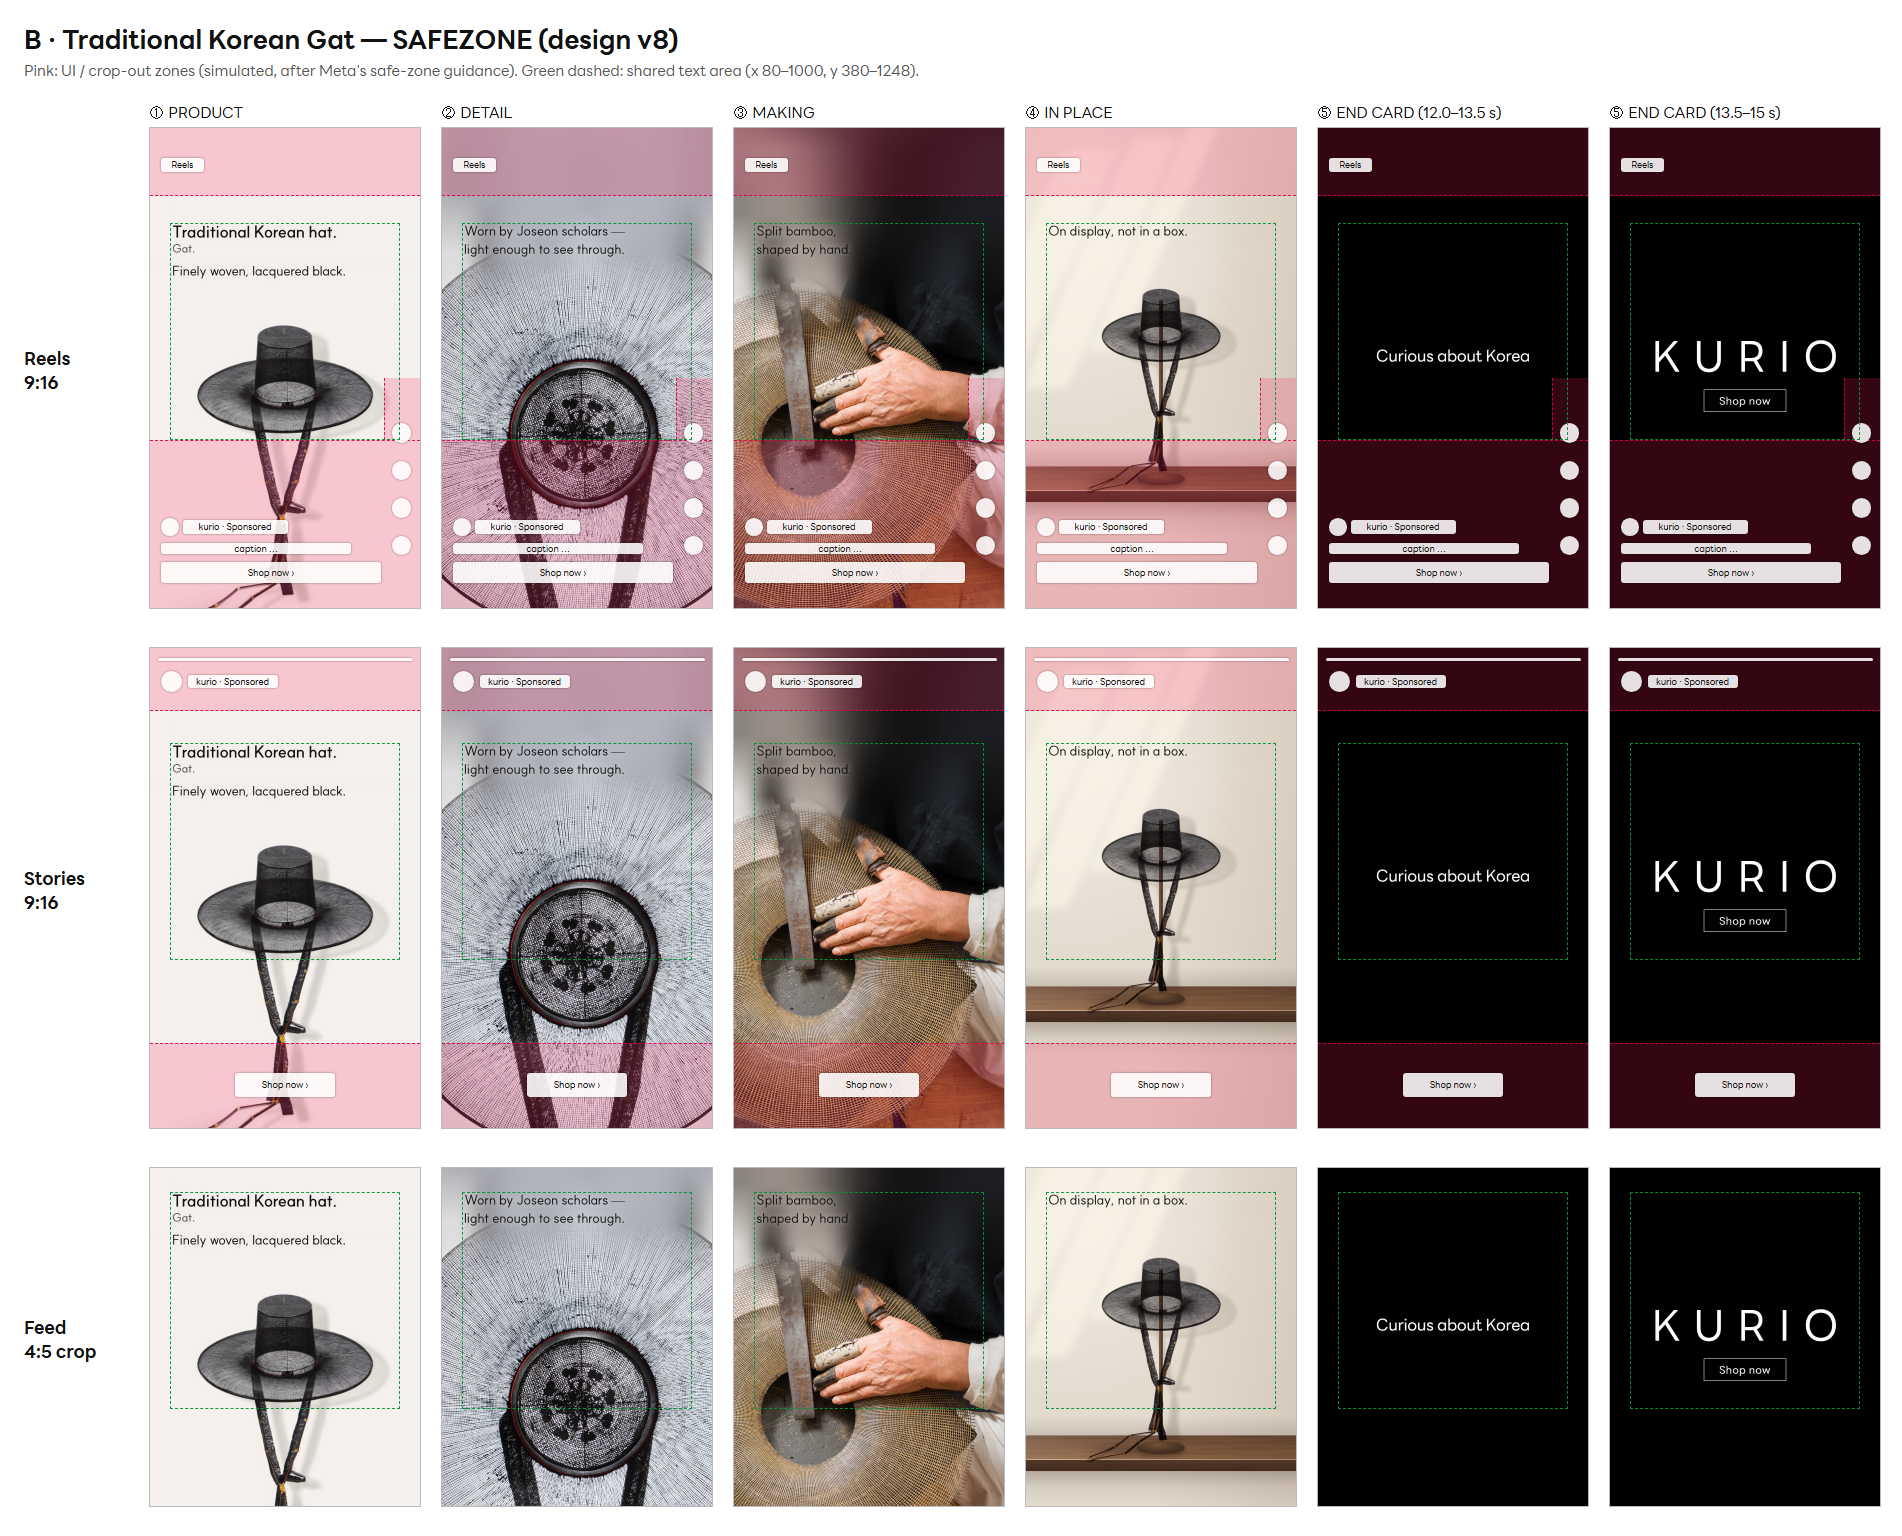 B · Traditional Korean Gat — SAFEZONE (design v8)
Pink: UI / crop-out zones (simulated, after Meta's safe-zone guidance). Green dashed: shared text area (x 80–1000, y 380–1248).
① PRODUCT
② DETAIL
③ MAKING
④ IN PLACE
⑤ END CARD (12.0–13.5 s)
⑤ END CARD (13.5–15 s)
Reels
9:16
Reels
Traditional Korean hat.
Gat.
Finely woven, lacquered black.
kurio · Sponsored
caption ...
Shop now ›
Reels
Worn by Joseon scholars —
light enough to see through.
kurio · Sponsored
caption ...
Shop now ›
Reels
Split bamboo,
shaped by hand.
kurio · Sponsored
caption ...
Shop now ›
Reels
On display, not in a box.
kurio · Sponsored
caption ...
Shop now ›
Reels
Curious about Korea
kurio · Sponsored
caption ...
Shop now ›
Reels
KURIO
Shop now
kurio · Sponsored
caption ...
Shop now ›
Stories
9:16
kurio · Sponsored
Traditional Korean hat.
Gat.
Finely woven, lacquered black.
Shop now ›
kurio · Sponsored
Worn by Joseon scholars —
light enough to see through.
Shop now ›
kurio · Sponsored
Split bamboo,
shaped by hand.
Shop now ›
kurio · Sponsored
On display, not in a box.
Shop now ›
kurio · Sponsored
Curious about Korea
Shop now ›
kurio · Sponsored
KURIO
Shop now
Shop now ›
Feed
4:5 crop
Traditional Korean hat.
Gat.
Finely woven, lacquered black.
Worn by Joseon scholars —
light enough to see through.
Split bamboo,
shaped by hand.
On display, not in a box.
Curious about Korea
KURIO
Shop now